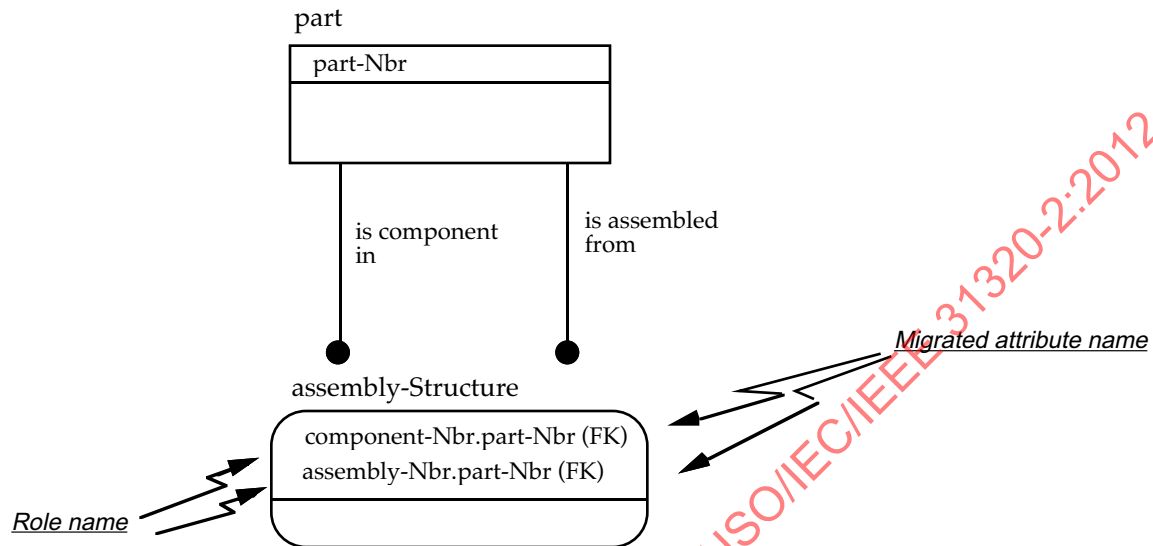 part
part-Nbr
is component
in
is assembled
from
Migrated attribute name
assembly-Structure
component-Nbr.part-Nbr (FK)
assembly-Nbr.part-Nbr (FK)
Role name
ISO/IEC/IEEE 31320-2:2012